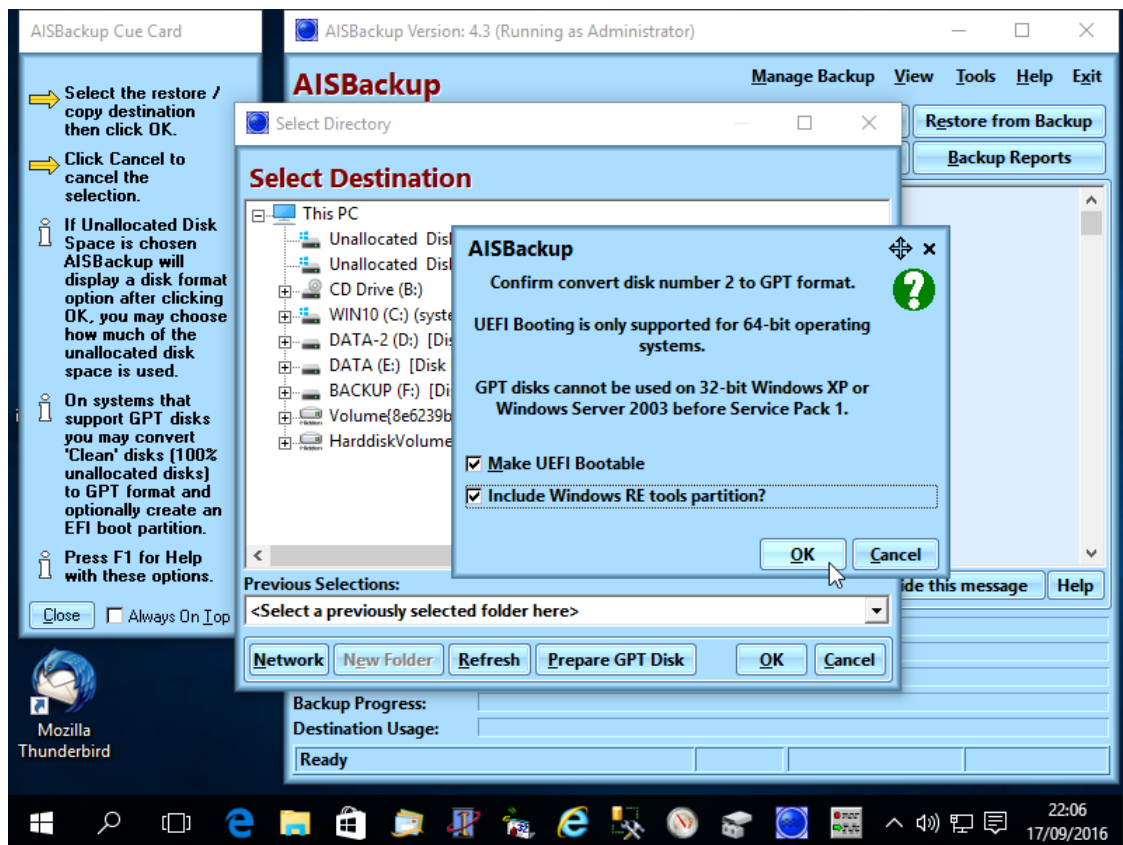 AISBackup Cue Card
Select the restore /
copy destination
then click OK.
Click Cancel to
cancel the
selection.
If Unallocated Disk
Space is chosen
AISBackup will
display a disk format
option after clicking
OK, you may choose
how much of the
unallocated disk
space is used.
On systems that
support GPT disks
you may convert
'Clean' disks (100%
unallocated disks)
to GPT format and
optionally create an
EFI boot partition.
Press F1 for Help
with these options.
Close
Always On Top
AISBackup Version: 4.3 (Running as Administrator)
AISBackup
Manage Backup View Tools Help Exit
Restore from Backup
Backup Reports
Select Directory
Select Destination
This PC
Unallocated
Unallocated
CD Drive (B:)
WIN10 (C:)
DATA-2 (D:)
DATA (E:) [Disk
BACKUP (F:)
Volume{8e6239b
HarddiskVolume
AISBackup
Confirm convert disk number 2 to GPT format.
UEFI Booting is only supported for 64-bit operating
systems.
GPT disks cannot be used on 32-bit Windows XP or
Windows Server 2003 before Service Pack 1.
Make UEFI Bootable
Include Windows RE tools partition?
OK Cancel
Previous Selections:
<Select a previously selected folder here>
Network New Folder Refresh Prepare GPT Disk OK Cancel
this message Help
Backup Progress:
Destination Usage:
Ready
Mozilla
Thunderbird
22:06
17/09/2016